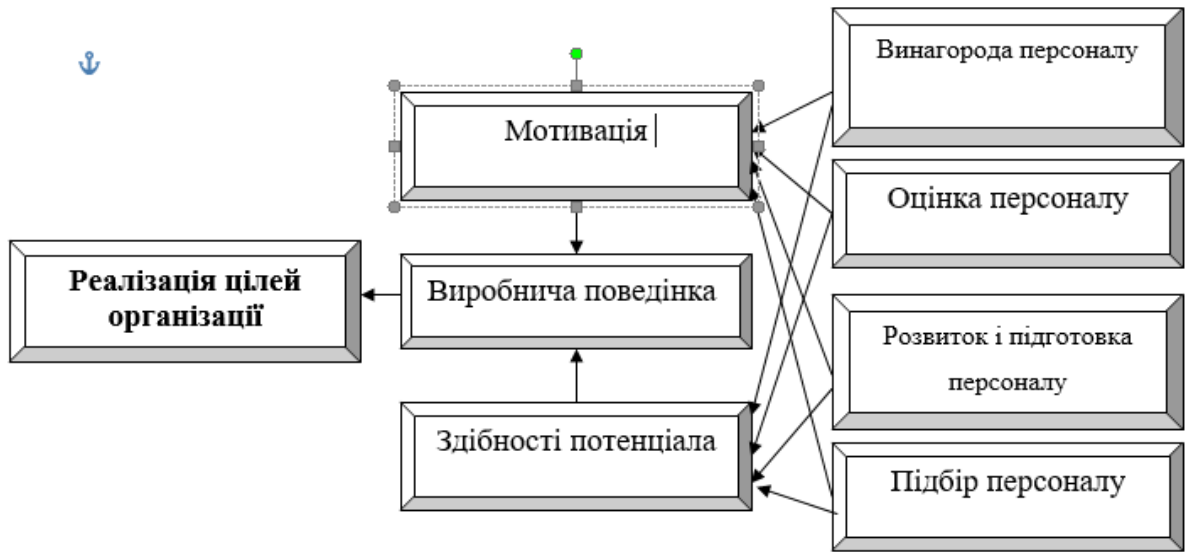 Винагорода персоналу
Мотивація
Оцінка персоналу
Реалізація цілей
організації
Виробнича поведінка
Розвиток і підготовка
персоналу
Здібності потенціала
Підбір персоналу